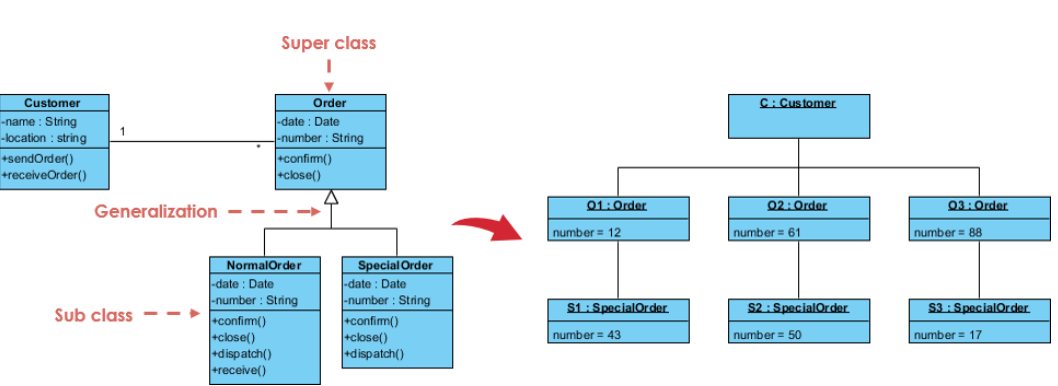 Super class
Customer
-name : String
-location : string
+sendOrder()
+receiveOrder()
1
*
Order
-date : Date
-number : String
+confirm()
+close()
Generalization
NormalOrder
-date : Date
-number : String
+confirm()
+close()
+dispatch()
+receive()
SpecialOrder
-date : Date
-number : String
+confirm()
+close()
+dispatch()
Sub class
C : Customer
O1 : Order
number = 12
O2 : Order
number = 61
O3 : Order
number = 88
S1 : SpecialOrder
number = 43
S2 : SpecialOrder
number = 50
S3 : SpecialOrder
number = 17